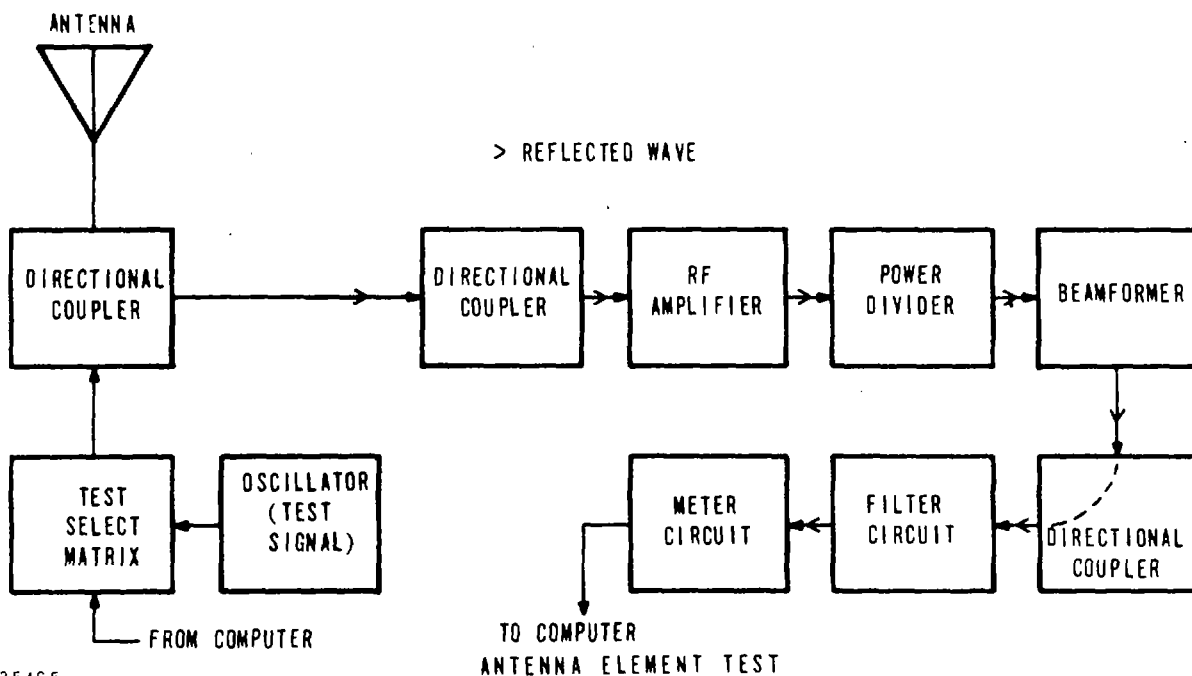 ANTENNA
> REFLECTED WAVE
DIRECTIONAL
COUPLER
DIRECTIONAL
COUPLER
RF
AMPLIFIER
POWER
DIVIDER
BEAMFORMER
TEST
SELECT
MATRIX
OSCILLATOR
(TEST
SIGNAL)
METER
CIRCUIT
FILTER
CIRCUIT
DIRECTIONAL
COUPLER
FROM COMPUTER
TO COMPUTER
ANTENNA ELEMENT TEST